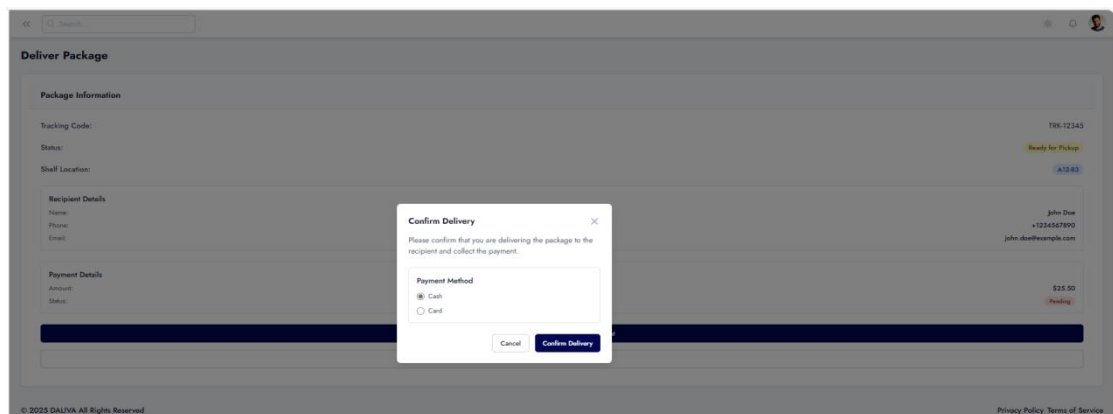 Search...
Deliver Package
Package Information
Tracking Code: TRK-12345
Status: Ready for Pickup
Shelf Location: A12-B3
Recipient Details
Name: John Doe
Phone: +1234567890
Email: john.doe@example.com
Payment Details
Amount: $25.50
Status: Pending
Confirm Delivery
Please confirm that you are delivering the package to the
recipient and collect the payment.
Payment Method
Cash
Card
Cancel Confirm Delivery
© 2025 DALIVA All Rights Reserved Privacy Policy Terms of Service